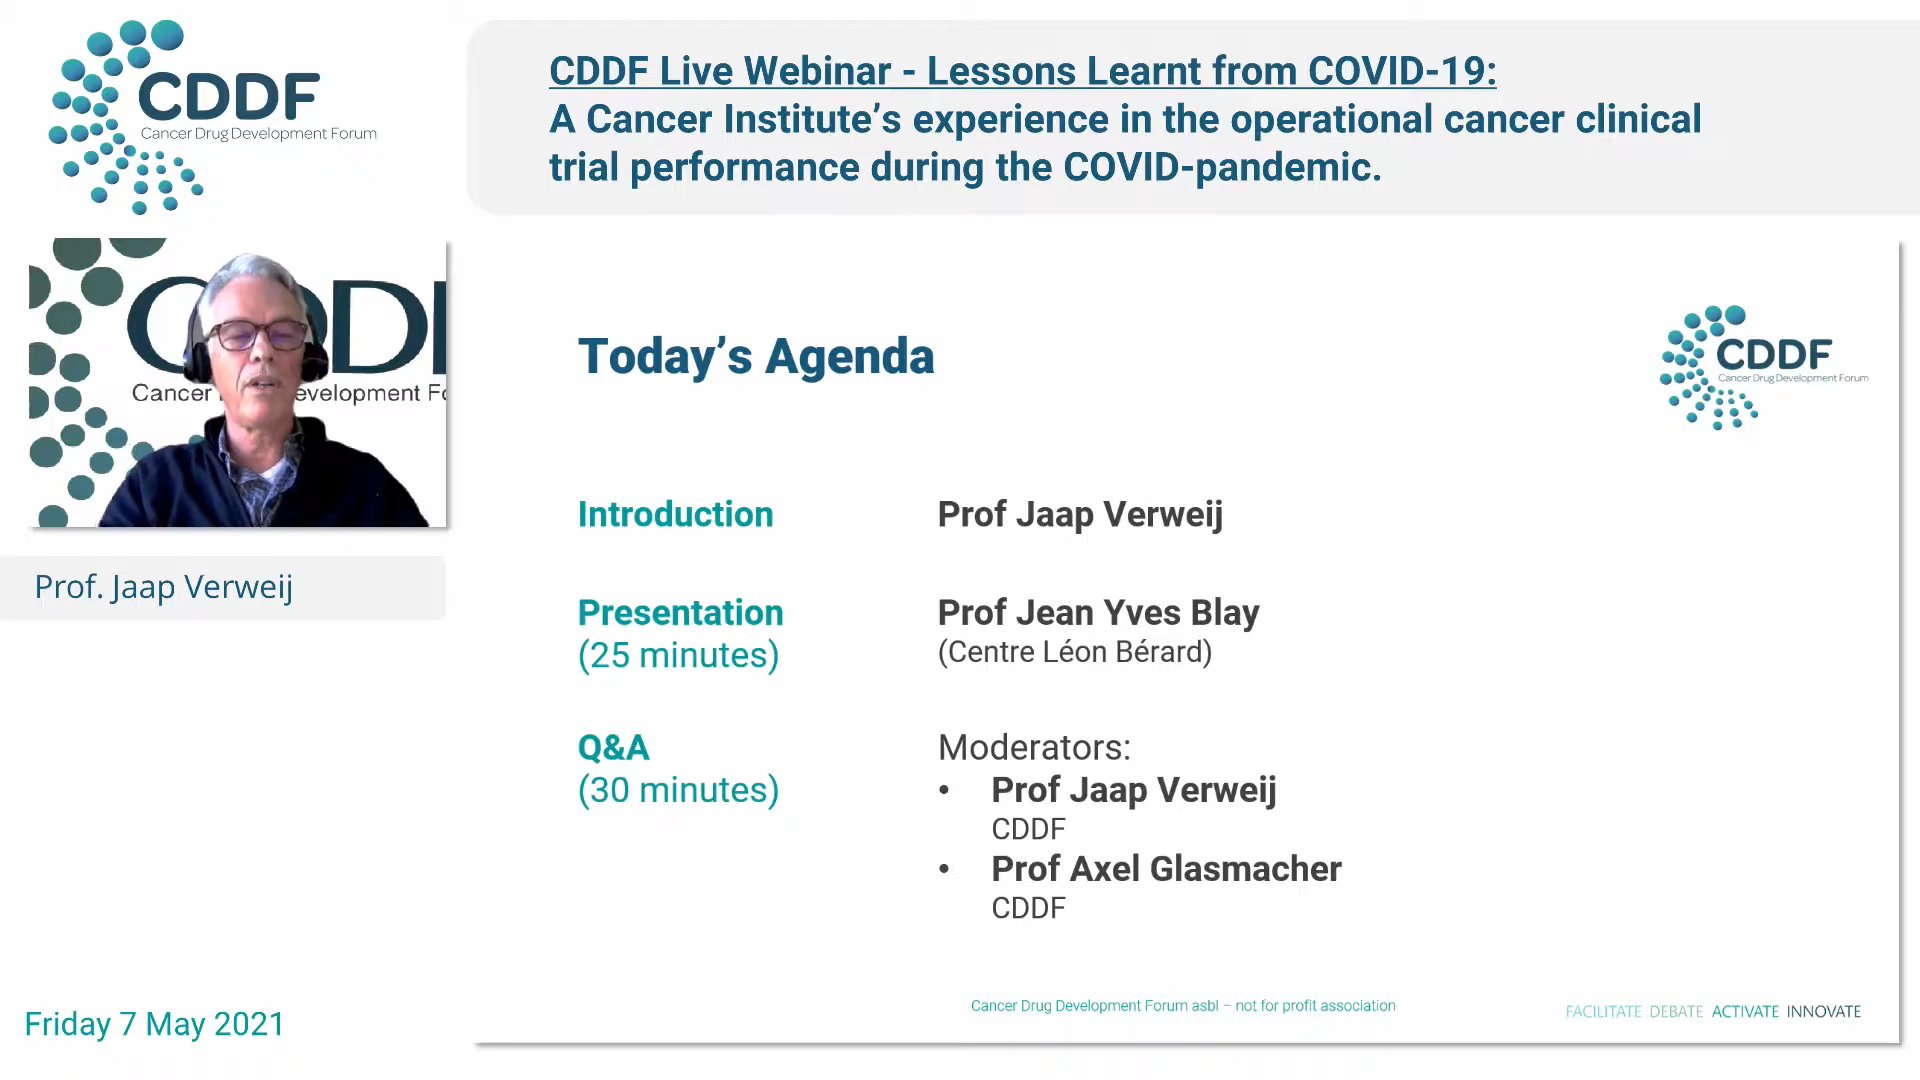 CDDF
Cancer Drug Development Forum
CDDF Live Webinar - Lessons Learnt from COVID-19:
A Cancer Institute’s experience in the operational cancer clinical
trial performance during the COVID-pandemic.
CDDF
Cancer Development Fo
Prof. Jaap Verweij
Today’s Agenda
CDDF
Cancer Drug Development Forum
Introduction
Prof Jaap Verweij
Presentation
(25 minutes)
Prof Jean Yves Blay
(Centre Léon Bérard)
Q&A
(30 minutes)
Moderators:
• Prof Jaap Verweij
CDDF
• Prof Axel Glasmacher
CDDF
Cancer Drug Development Forum asbl – not for profit association
FACILITATE DEBATE ACTIVATE INNOVATE
Friday 7 May 2021